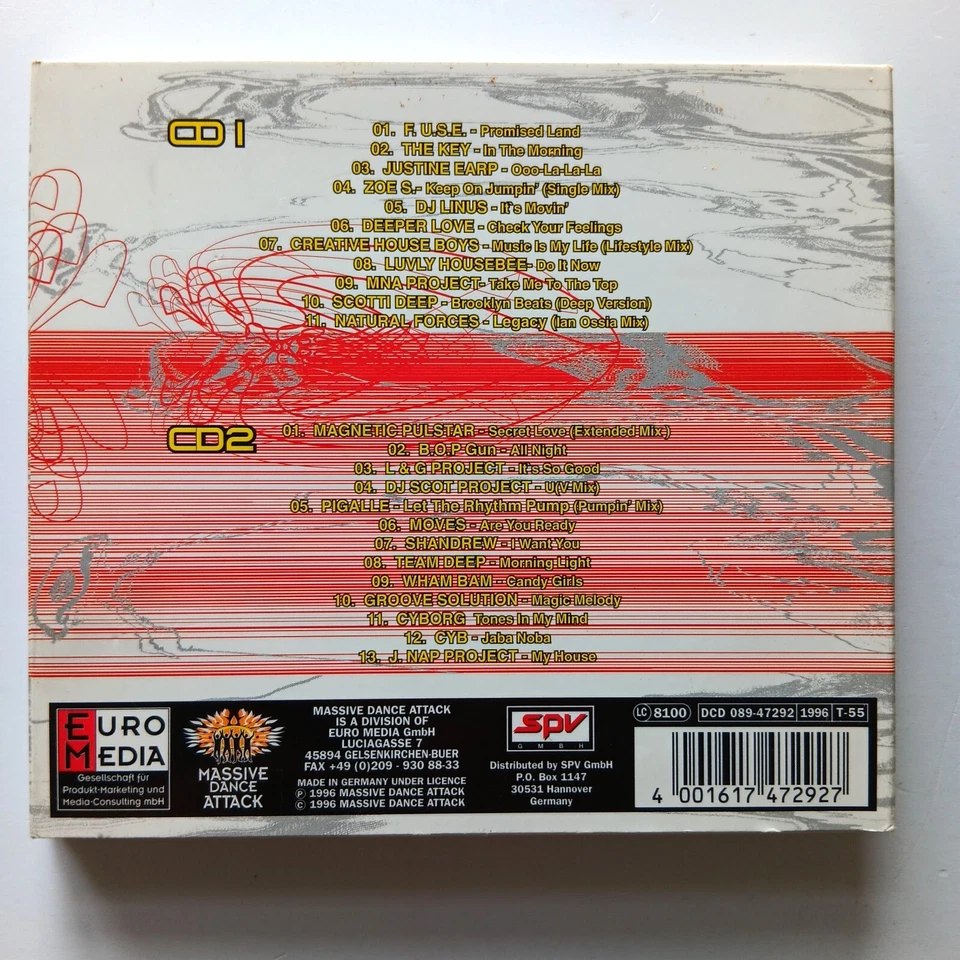 CD 1
01. F. U.S.E. - Promised Land
02. THE KEY - In The Morning
03. JUSTINE EARP - Ooo-La-La-La
04. ZOE S.- Keep On Jumpin' (Single Mix)
05. DJ LINUS - It's Movin'
06. DEEPER LOVE - Check Your Feelings
07. CREATIVE HOUSE BOYS - Music Is My Life (Lifestyle Mix)
08. LUVLY HOUSEBEE- Do It Now
09. MNA PROJECT- Take Me To The Top
10. SCOTTI DEEP - Brooklyn Beats (Deep Version)
11. NATURAL FORCES - Legacy (Ian Ossia Mix)
CD2
01. MAGNETIC PULSTAR - Secret Love (Extended Mix )
02. B.O.P Gun - All Night
03. L & G PROJECT - It's So Good
04. DJ SCOT PROJECT - U(V-Mix)
05. PIGALLE - Let The Rhythm Pump (Pumpin' Mix)
06. MOVES - Are You Ready
07. SHANDREW - I Want You
08. TEAM DEEP - Morning Light
09. WHAM BAM - Candy Girls
10. GROOVE SOLUTION - Magic Melody
11. CYBORG Tones In My Mind
12. CYB - Jaba Noba
13. J. NAP PROJECT - My House
EURO
MEDIA
Gesellschaft für
Produkt-Marketing und
Media-Consulting mbH
MASSIVE
DANCE
ATTACK
MASSIVE DANCE ATTACK
IS A DIVISION OF
EURO MEDIA GmbH
LUCIAGASSE 7
45894 GELSENKIRCHEN-BUER
FAX +49 (0)209 - 930 88-33
MADE IN GERMANY UNDER LICENCE
℗ 1996 MASSIVE DANCE ATTACK
© 1996 MASSIVE DANCE ATTACK
SPV
GMBH
Distributed by SPV GmbH
P.O. Box 1147
30531 Hannover
Germany
LC 8100 DCD 089-47292 1996 T-55
4 001617 472927